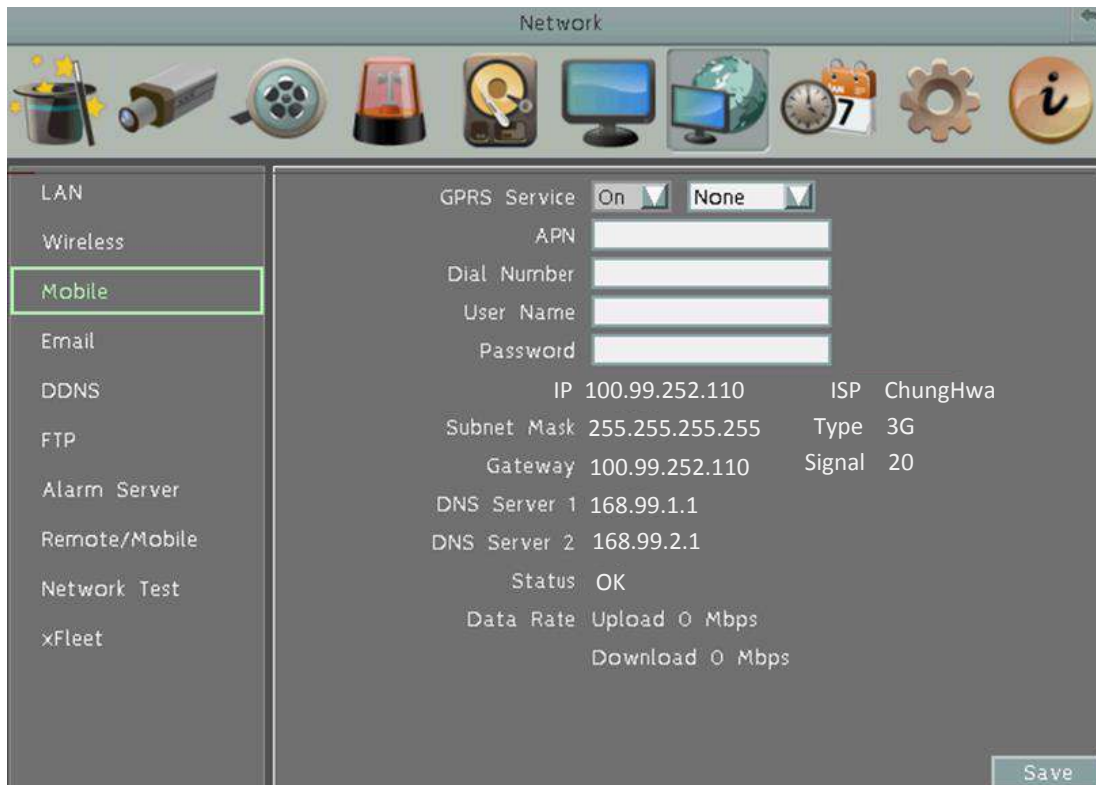 Network
7
i
LAN
Wireless
Mobile
Email
DDNS
FTP
Alarm Server
Remote/Mobile
Network Test
xFleet
GPRS Service On None
APN
Dial Number
User Name
Password
IP 100.99.252.110 ISP ChungHwa
Subnet Mask 255.255.255.255 Type 3G
Gateway 100.99.252.110 Signal 20
DNS Server 1 168.99.1.1
DNS Server 2 168.99.2.1
Status OK
Data Rate Upload 0 Mbps
Download 0 Mbps
Save